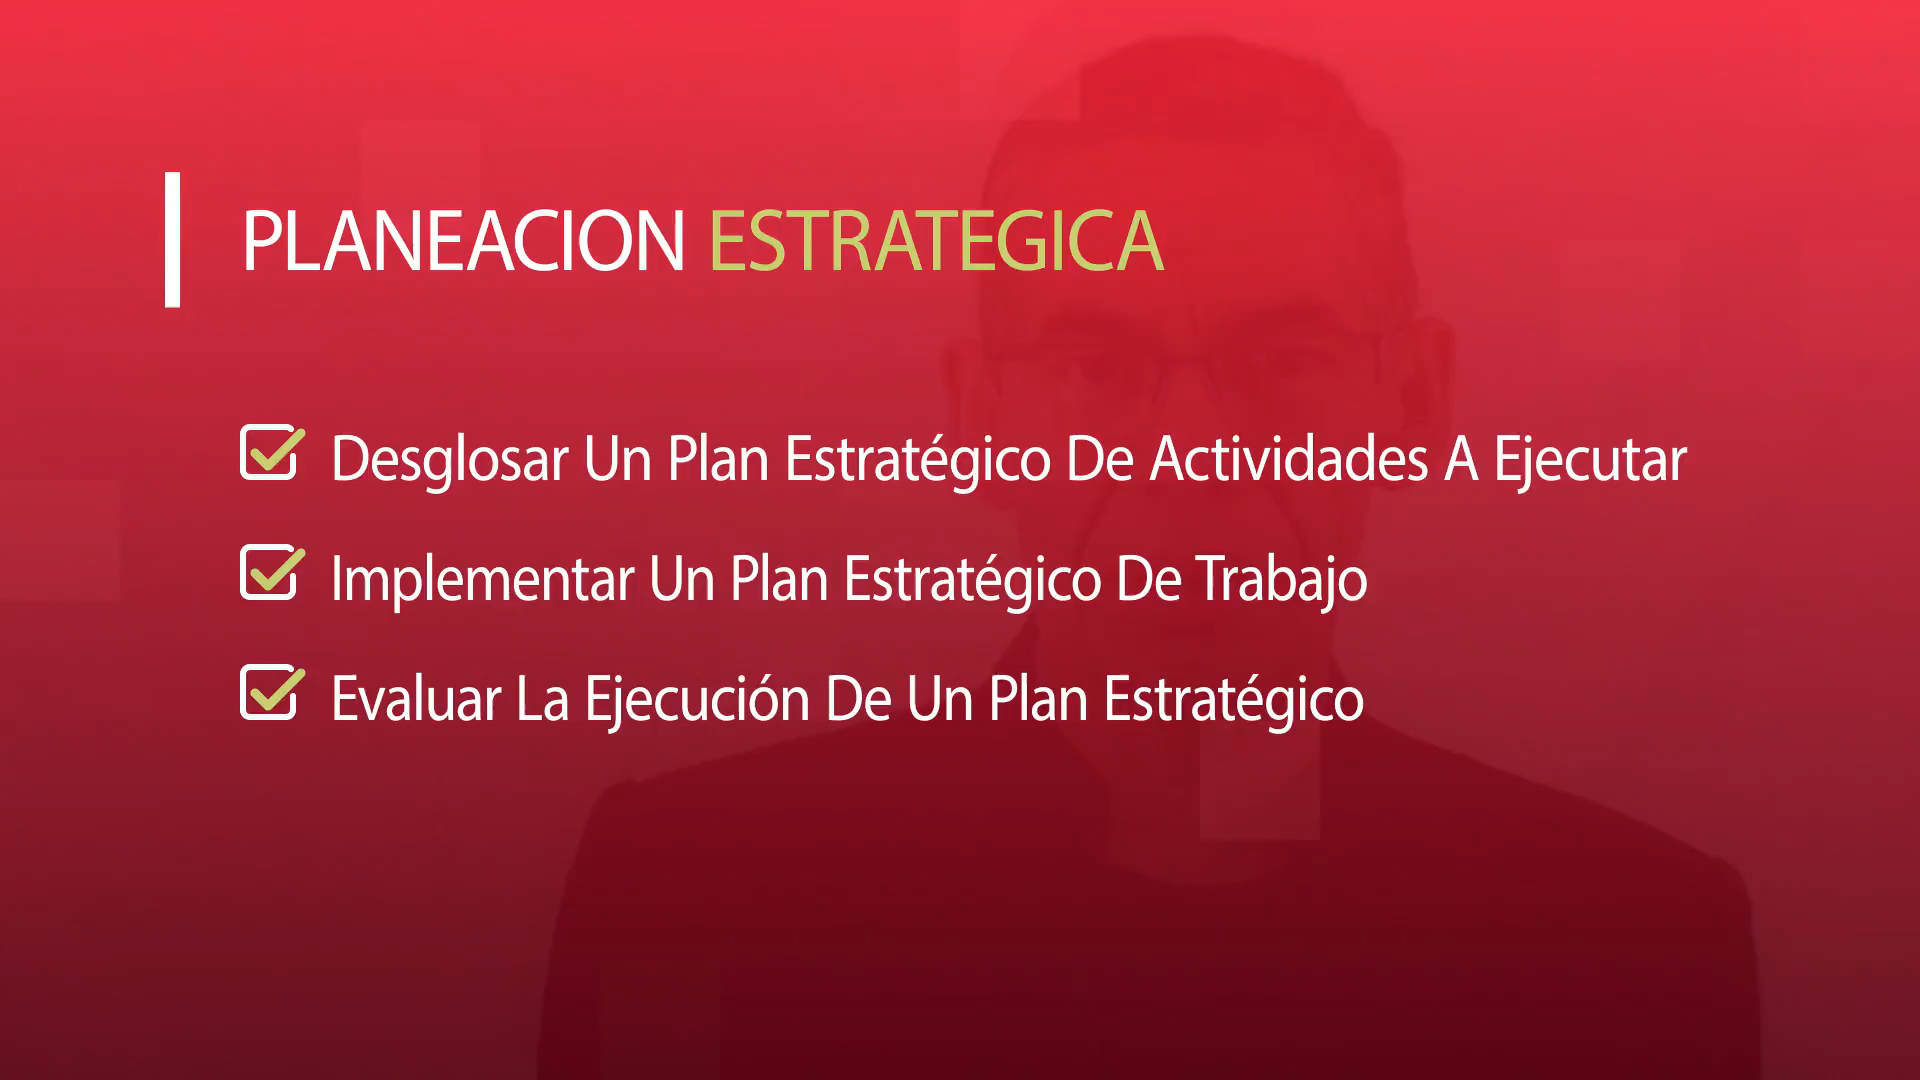 PLANEACION ESTRATEGICA
Desglosar Un Plan Estratégico De Actividades A Ejecutar
Implementar Un Plan Estratégico De Trabajo
Evaluar La Ejecución De Un Plan Estratégico